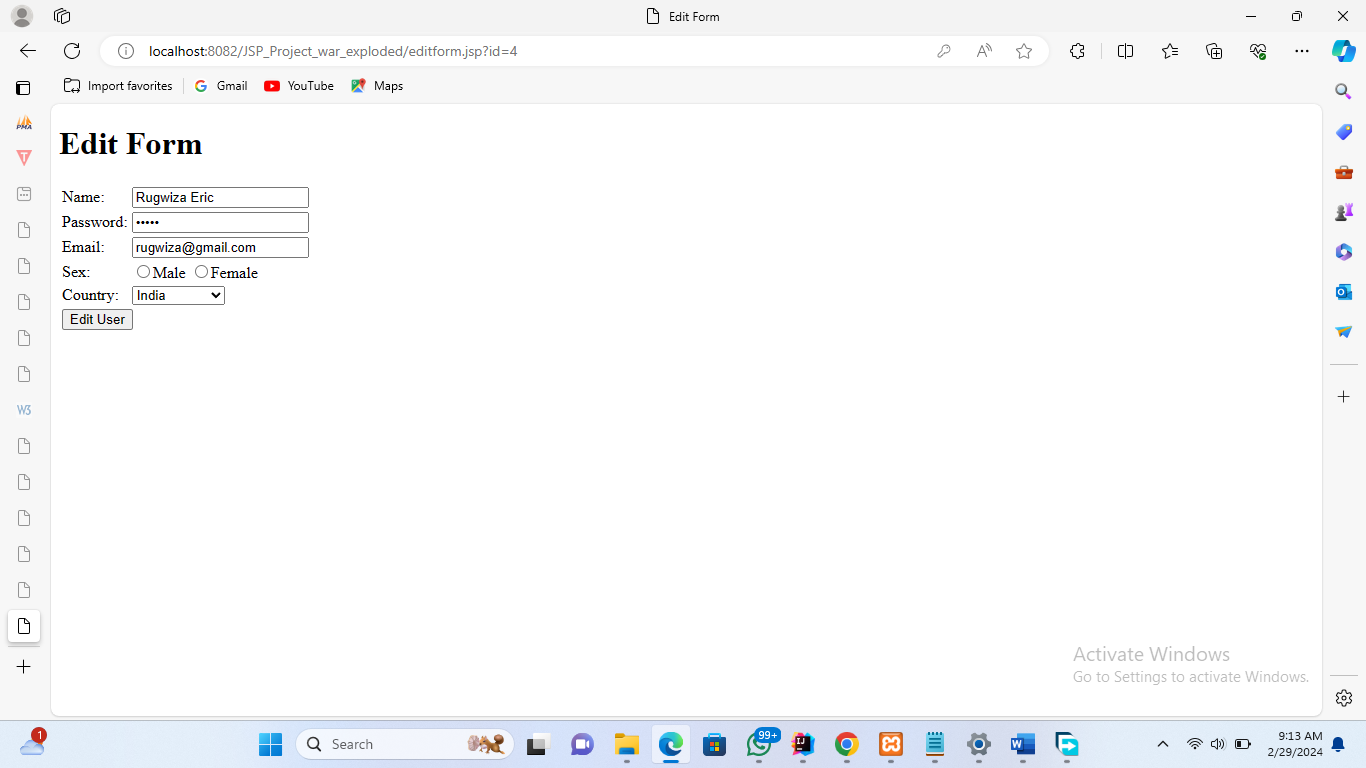 Edit Form
localhost:8082/JSP_Project_war_exploded/editform.jsp?id=4
Import favorites
Gmail
YouTube
Maps
PMA
T
W3
Edit Form
Name: Rugwiza Eric
Password: •••••
Email: rugwiza@gmail.com
Sex: Male Female
Country: India
Edit User
Activate Windows
Go to Settings to activate Windows.
1
Search
99+
IJ
W
9:13 AM
2/29/2024